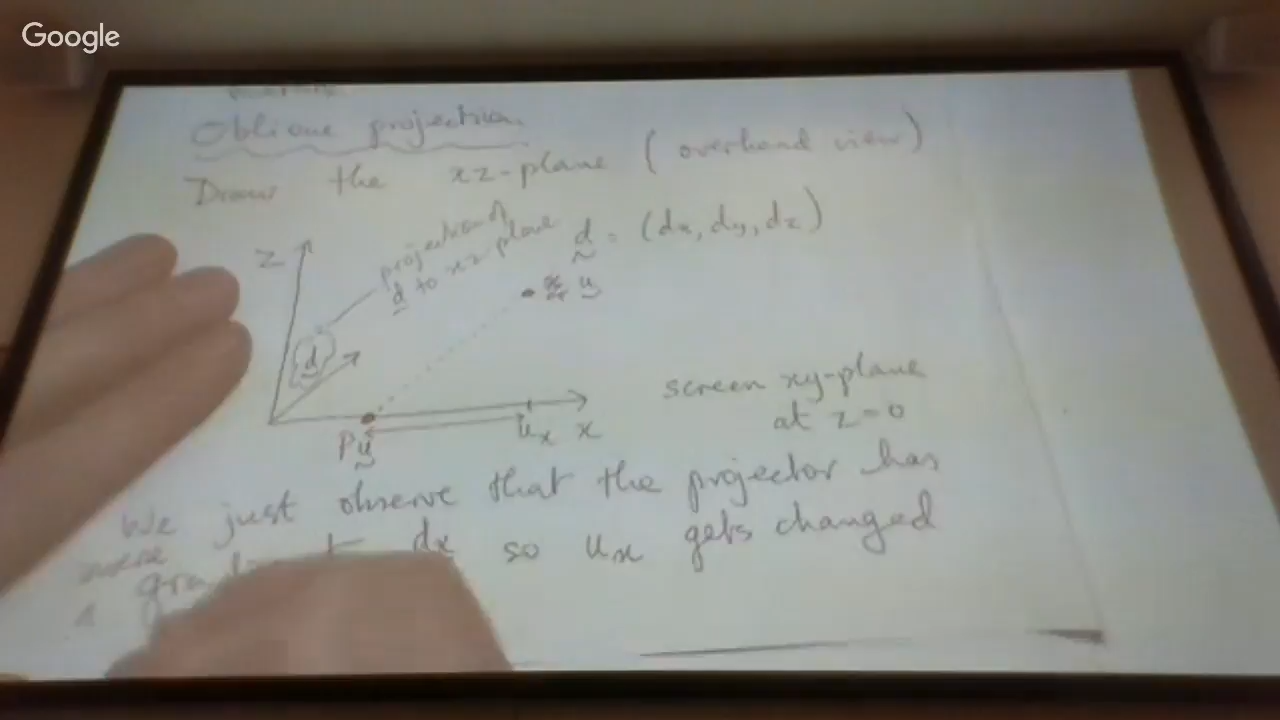 Google
Oblique projection
Draw the xz-plane (overhead view)
projection of
d to xz-plane
d = (dx, dy, dz)
z
u
d
screen xy-plane
at z=0
Pu
ux x
We just observe that the projector has
gets changed
dx so ux